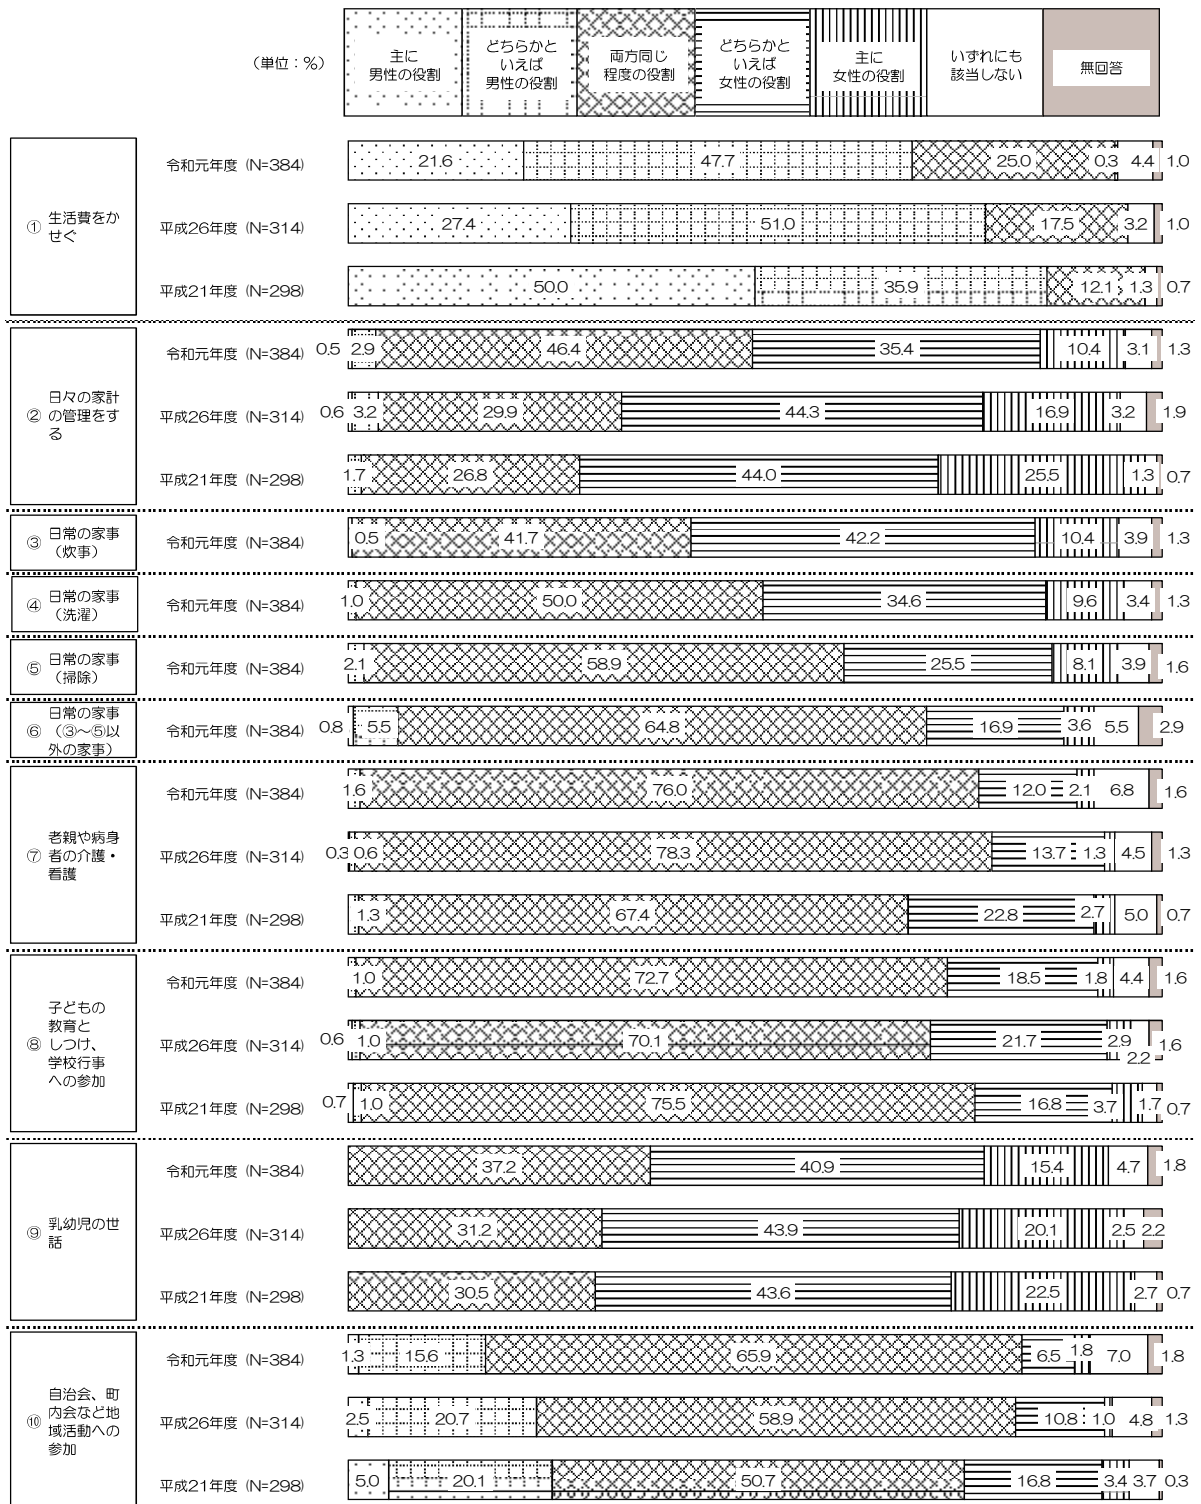 （単位：％）
主に
男性の役割
どちらかと
いえば
男性の役割
両方同じ
程度の役割
どちらかと
いえば
女性の役割
主に
女性の役割
いずれにも
該当しない
無回答
① 生活費をか
せぐ
令和元年度 (N=384) 21.6 47.7 25.0 0.3 4.4 1.0
平成26年度 (N=314) 27.4 51.0 17.5 3.2 1.0
平成21年度 (N=298) 50.0 35.9 12.1 1.3 0.7
② 日々の家計
の管理をす
る
令和元年度 (N=384) 0.5 2.9 46.4 35.4 10.4 3.1 1.3
平成26年度 (N=314) 0.6 3.2 29.9 44.3 16.9 3.2 1.9
平成21年度 (N=298) 1.7 26.8 44.0 25.5 1.3 0.7
③ 日常の家事
（炊事）
令和元年度 (N=384) 0.5 41.7 42.2 10.4 3.9 1.3
④ 日常の家事
（洗濯）
令和元年度 (N=384) 1.0 50.0 34.6 9.6 3.4 1.3
⑤ 日常の家事
（掃除）
令和元年度 (N=384) 2.1 58.9 25.5 8.1 3.9 1.6
⑥ 日常の家事
（③～⑤以
外の家事）
令和元年度 (N=384) 0.8 5.5 64.8 16.9 3.6 5.5 2.9
⑦ 老親や病身
者の介護・
看護
令和元年度 (N=384) 1.6 76.0 12.0 2.1 6.8 1.6
平成26年度 (N=314) 0.3 0.6 78.3 13.7 1.3 4.5 1.3
平成21年度 (N=298) 1.3 67.4 22.8 2.7 5.0 0.7
⑧ 子どもの
教育と
しつけ、
学校行事
への参加
令和元年度 (N=384) 1.0 72.7 18.5 1.8 4.4 1.6
平成26年度 (N=314) 0.6 1.0 70.1 21.7 2.9 2.2 1.6
平成21年度 (N=298) 0.7 1.0 75.5 16.8 3.7 1.7 0.7
⑨ 乳幼児の世
話
令和元年度 (N=384) 37.2 40.9 15.4 4.7 1.8
平成26年度 (N=314) 31.2 43.9 20.1 2.5 2.2
平成21年度 (N=298) 30.5 43.6 22.5 2.7 0.7
⑩ 自治会、町
内会など地
域活動への
参加
令和元年度 (N=384) 1.3 15.6 65.9 6.5 1.8 7.0 1.8
平成26年度 (N=314) 2.5 20.7 58.9 10.8 1.0 4.8 1.3
平成21年度 (N=298) 5.0 20.1 50.7 16.8 3.4 3.7 0.3